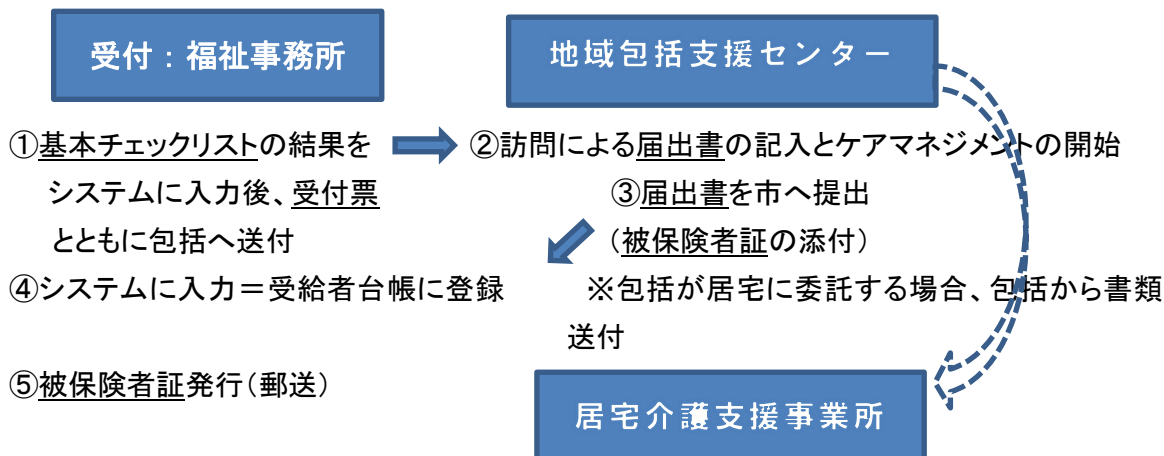 受付：福祉事務所
地域包括支援センター
①基本チェックリストの結果を
システムに入力後、受付票
とともに包括へ送付
②訪問による届出書の記入とケアマネジメントの開始
③届出書を市へ提出
（被保険者証の添付）
④システムに入力＝受給者台帳に登録
※包括が居宅に委託する場合、包括から書類
送付
⑤被保険者証発行（郵送）
居宅介護支援事業所